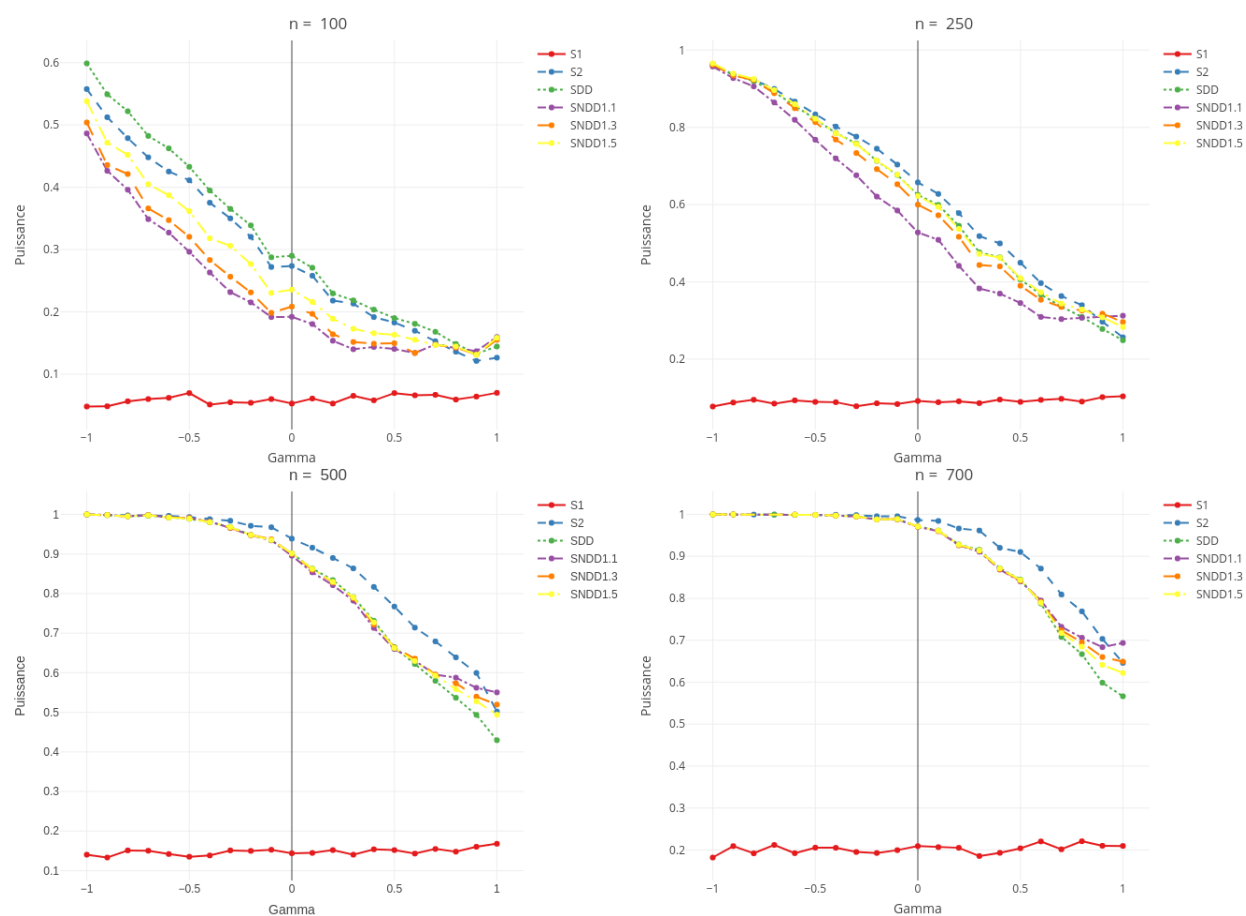 n = 100
Puissance
0.6
0.5
0.4
0.3
0.2
0.1
−1
−0.5
0
0.5
1
Gamma
S1
S2
SDD
SNDD1.1
SNDD1.3
SNDD1.5
n = 250
Puissance
1
0.8
0.6
0.4
0.2
−1
−0.5
0
0.5
1
Gamma
S1
S2
SDD
SNDD1.1
SNDD1.3
SNDD1.5
n = 500
Puissance
1
0.9
0.8
0.7
0.6
0.5
0.4
0.3
0.2
0.1
−1
−0.5
0
0.5
1
Gamma
S1
S2
SDD
SNDD1.1
SNDD1.3
SNDD1.5
n = 700
Puissance
1
0.9
0.8
0.7
0.6
0.5
0.4
0.3
0.2
−1
−0.5
0
0.5
1
Gamma
S1
S2
SDD
SNDD1.1
SNDD1.3
SNDD1.5